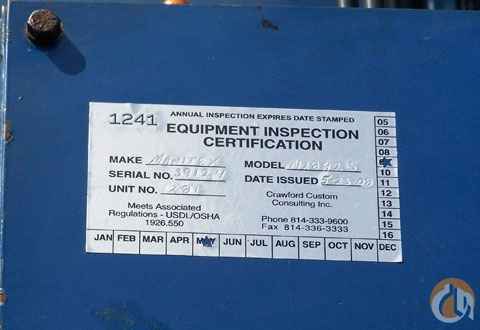 1241 ANNUAL INSPECTION EXPIRES DATE STAMPED
EQUIPMENT INSPECTION
CERTIFICATION
MAKE MODEL
SERIAL NO. DATE ISSUED
UNIT NO.
Meets Associated
Regulations - USDL/OSHA
1926.550
Crawford Custom
Consulting Inc.
Phone 814-333-9600
Fax 814-336-3333
05
06
07
08
10
11
12
13
14
15
16
JAN FEB MAR APR MAY JUN JUL AUG SEP OCT NOV DEC